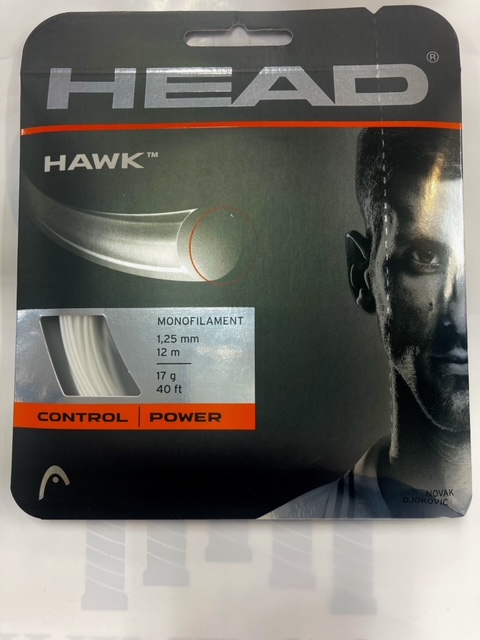 HEAD®
HAWK™
MONOFILAMENT
1,25 mm
12 m
17 g
40 ft
CONTROL | POWER
NOVAK
DJOKOVIC